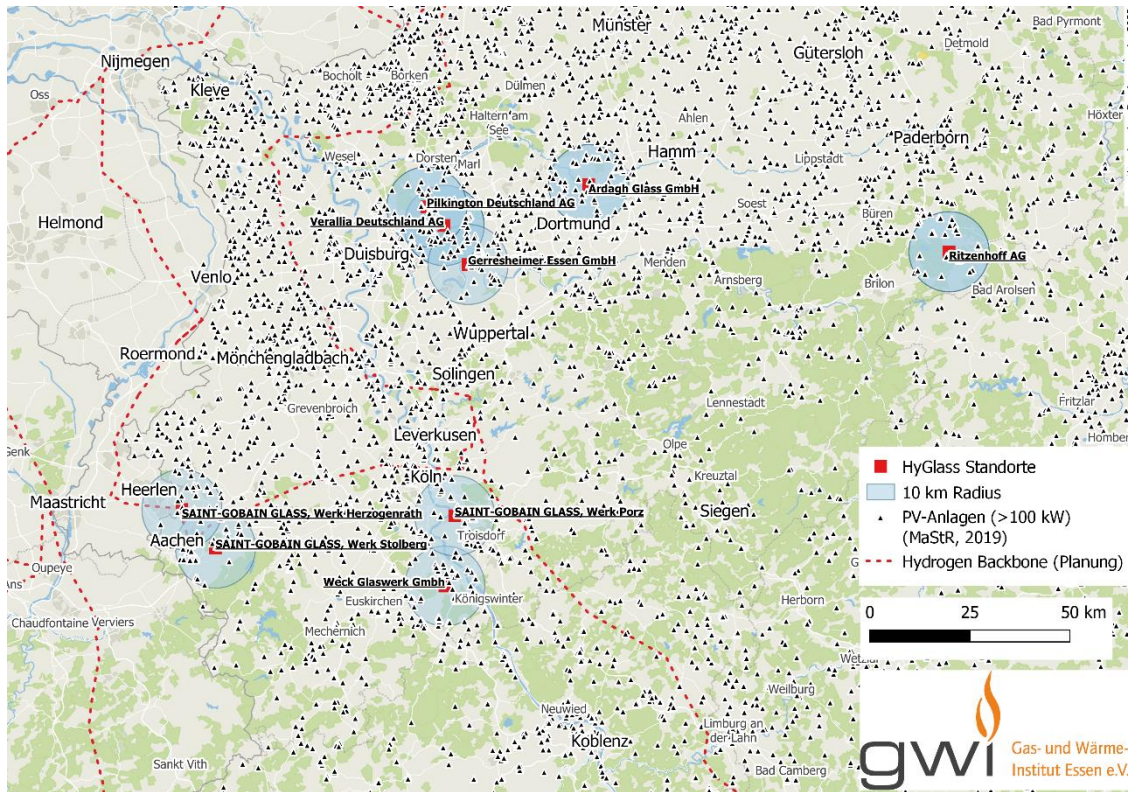 Münster
Bad Pyrmont
Gütersloh
Detmold
Nijmegen
Bocholt
Borken
Oss
Kleve
Dülmen
Höxter
Haltern am
See
Ahlen
Paderborn
Hamm
Lippstadt
Wesel
Dorsten
Marl
Ardagh Glass GmbH
Pilkington Deutschland AG
Soest
Büren
Helmond
Verallia Deutschland AG
Dortmund
Duisburg
Gerresheimer Essen GmbH
Ritzenhoff AG
Menden
Venlo
Arnsberg
Brilon
Bad Arolsen
Wuppertal
Roermond
Mönchengladbach
Solingen
Grevenbroich
Lennestadt
Fritzlar
Leverkusen
Olpe
Homber
Genk
Köln
Kreuztal
Heerlen
Maastricht
SAINT-GOBAIN GLASS, Werk Herzogenrath
SAINT-GOBAIN GLASS, Werk Porz
Siegen
Aachen
Troisdorf
SAINT-GOBAIN GLASS, Werk Stolberg
Oupeye
Ans
Weck Glaswerk Gmbh
Königswinter
Euskirchen
Herborn
Chaudfontaine
Verviers
Mechernich
Wetzlar
Weilburg
Neuwied
Limburg an
der Lahn
Koblenz
Sankt Vith
Bad Camberg
HyGlass Standorte
10 km Radius
PV-Anlagen (>100 kW)
(MaStR, 2019)
Hydrogen Backbone (Planung)
0 25 50 km
gwi
Gas- und Wärme-
Institut Essen e.V.